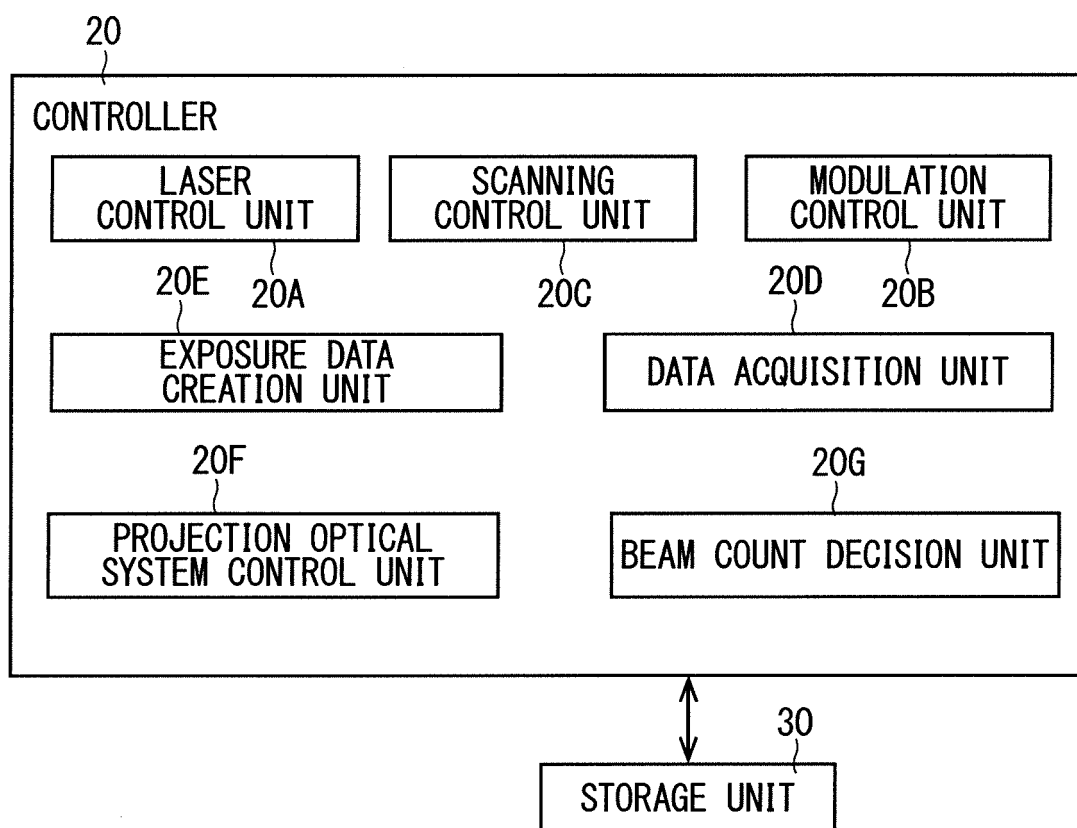 20
CONTROLLER
LASER
CONTROL UNIT
SCANNING
CONTROL UNIT
MODULATION
CONTROL UNIT
20A
20C
20B
20E
20D
EXPOSURE DATA
CREATION UNIT
DATA ACQUISITION UNIT
20F
20G
PROJECTION OPTICAL
SYSTEM CONTROL UNIT
BEAM COUNT DECISION UNIT
30
STORAGE UNIT